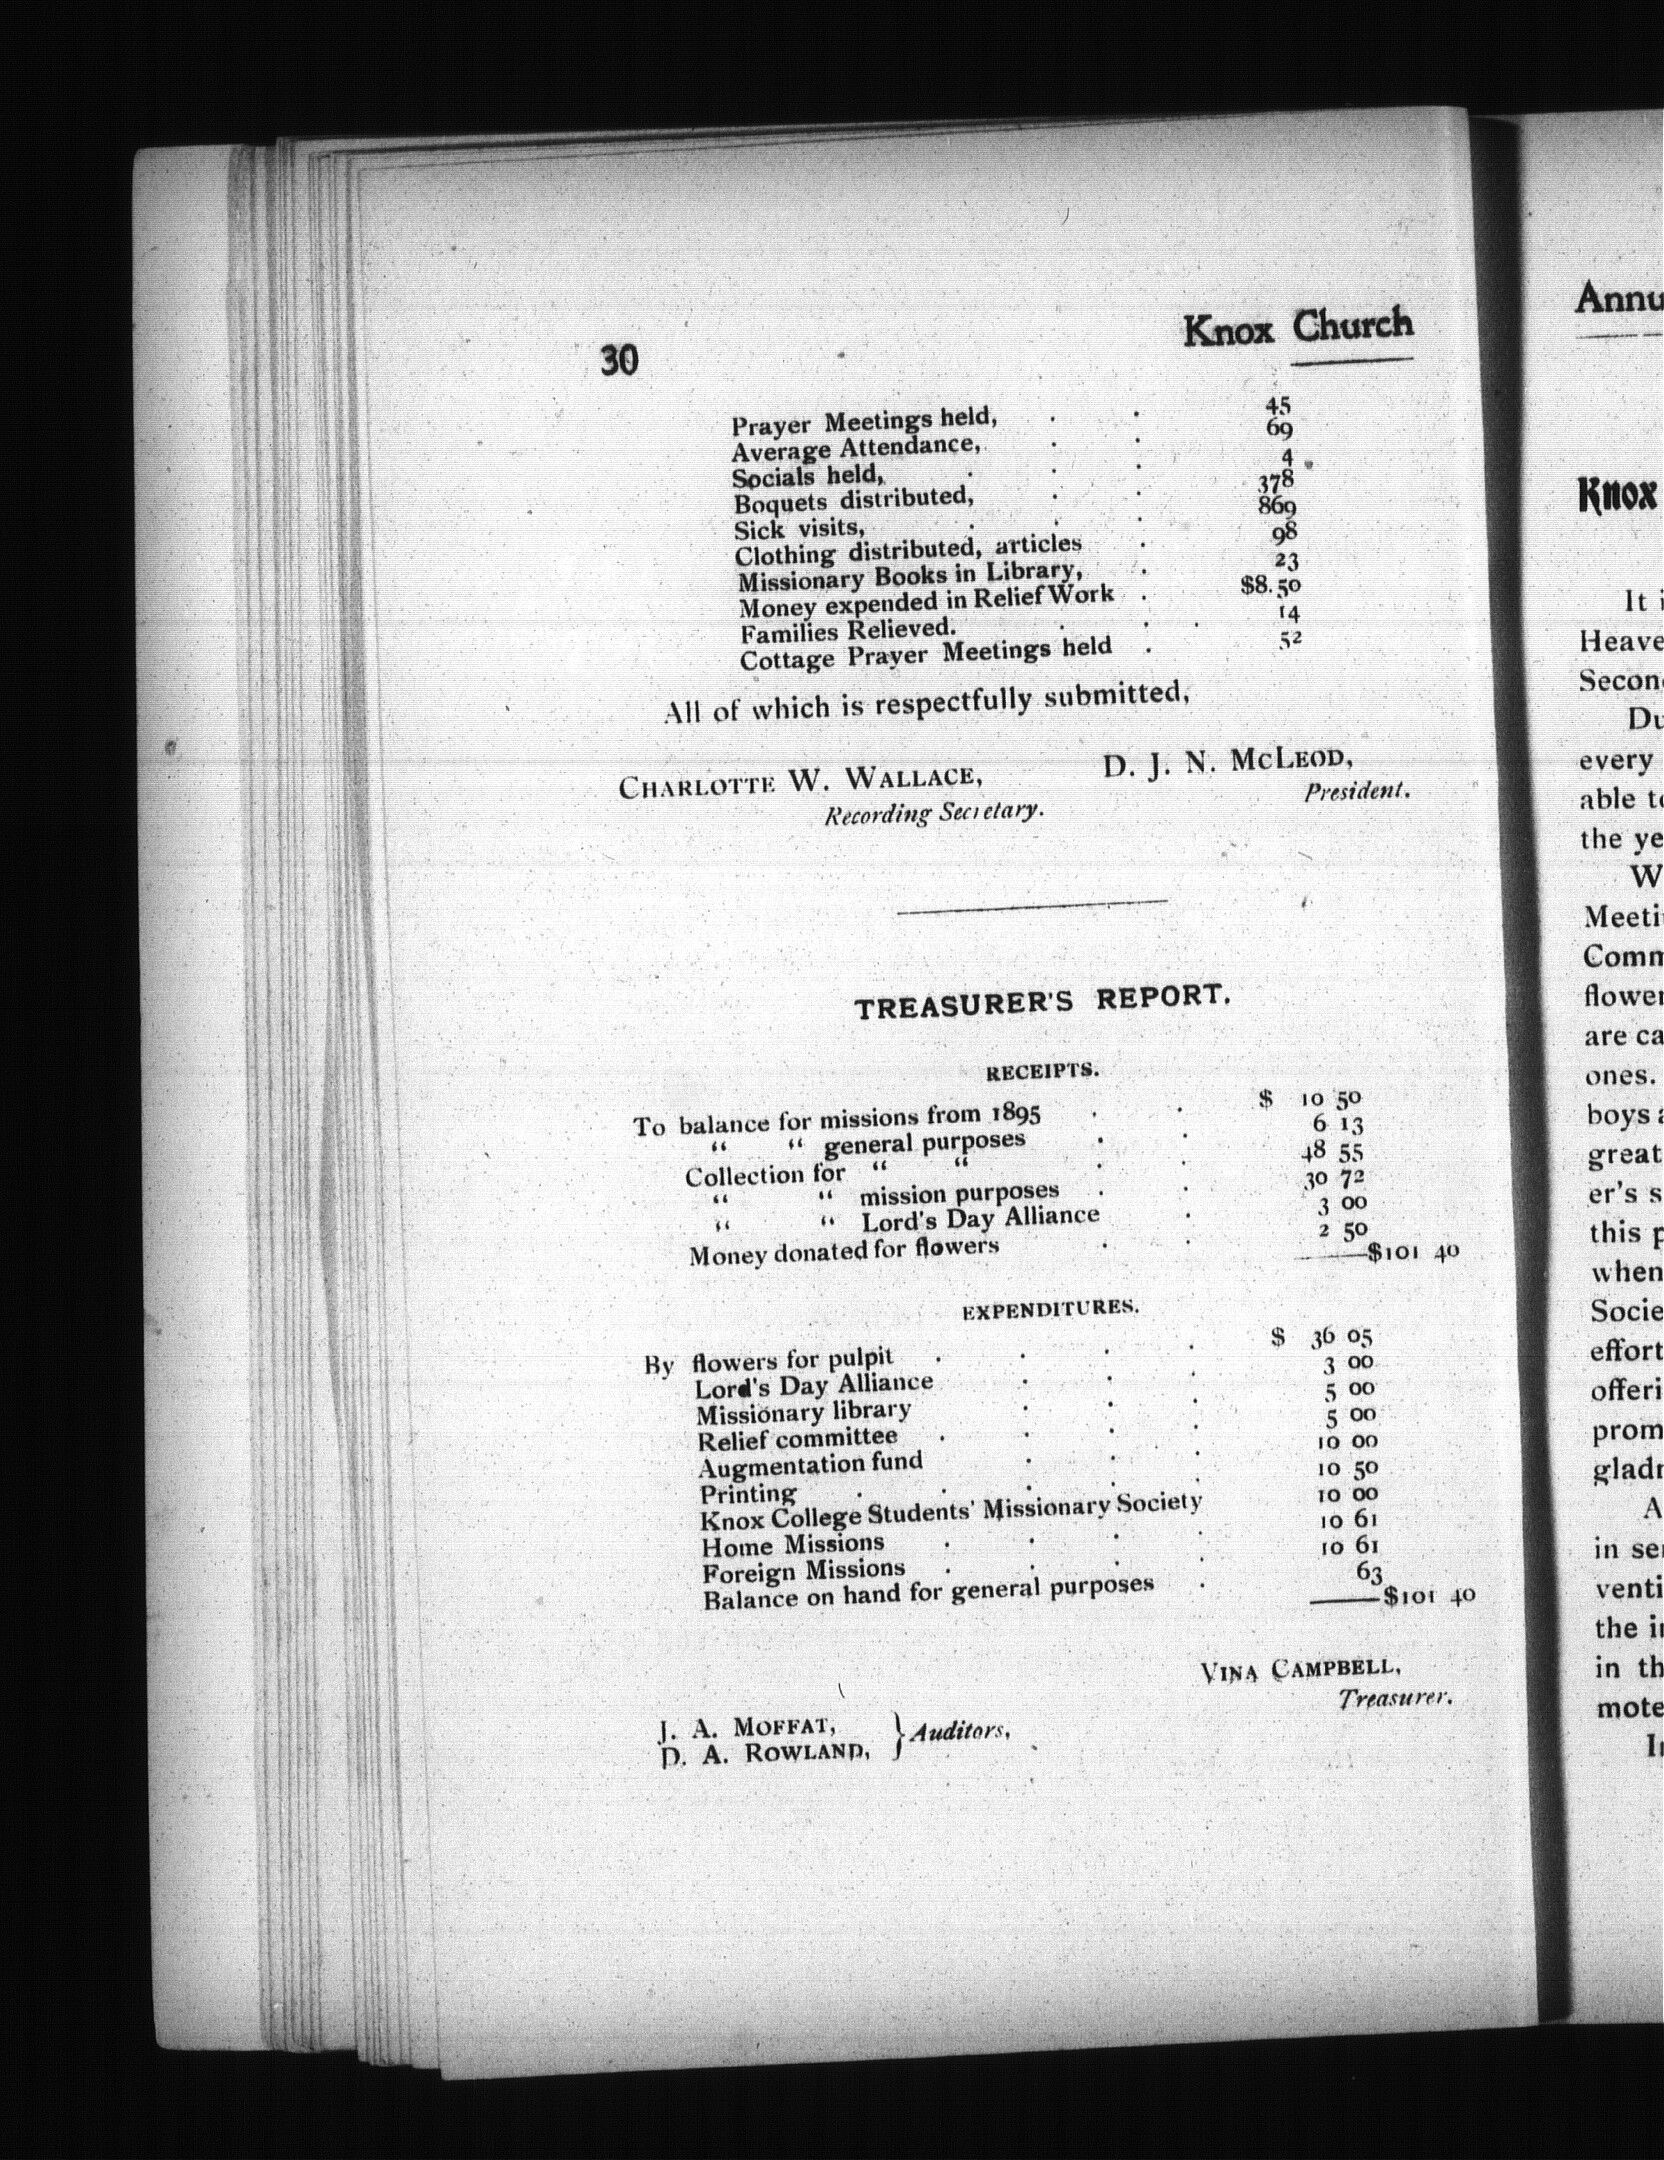 30
Knox Church
Prayer Meetings held, . . 45
Average Attendance, . . 69
Socials held, . . . 4
Boquets distributed, . . 378
Sick visits, . . . 869
Clothing distributed, articles . 98
Missionary Books in Library, . 23
Money expended in Relief Work . $8.50
Families Relieved. . . . 14
Cottage Prayer Meetings held . 52
All of which is respectfully submitted,
CHARLOTTE W. WALLACE, D. J. N. MCLEOD,
Recording Secretary. President.
TREASURER'S REPORT.
RECEIPTS.
To balance for missions from 1895 . . $ 10 50
“ “ general purposes . . 6 13
Collection for “ “ . . 48 55
“ “ mission purposes . . 30 72
“ “ Lord's Day Alliance . 3 00
Money donated for flowers . . 2 50
$101 40
EXPENDITURES.
By flowers for pulpit . . . . $ 36 05
Lord's Day Alliance . . . 3 00
Missionary library . . . 5 00
Relief committee . . . . 5 00
Augmentation fund . . . 10 00
Printing . . . . . 10 50
Knox College Students' Missionary Society 10 00
Home Missions . . . . 10 61
Foreign Missions . . . . 10 61
Balance on hand for general purposes . 63
$101 40
VINA CAMPBELL,
Treasurer.
J. A. MOFFAT,
D. A. ROWLAND, } Auditors,
Annu
Knox
It i
Heave
Secon
Du
every
able t
the ye
W
Meeti
Comm
flower
are ca
ones.
boys a
great
er's s
this p
when
Socie
effort
offeri
prom
gladn
A
in se
venti
the i
in th
mote
I